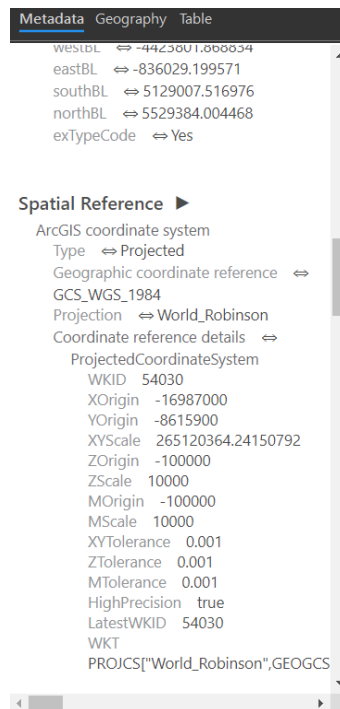 Metadata Geography Table
westBL ⇔ -4423801.868834
eastBL ⇔ -836029.199571
southBL ⇔ 5129007.516976
northBL ⇔ 5529384.004468
exTypeCode ⇔ Yes
Spatial Reference ▶
ArcGIS coordinate system
Type ⇔ Projected
Geographic coordinate reference ⇔
GCS_WGS_1984
Projection ⇔ World_Robinson
Coordinate reference details ⇔
ProjectedCoordinateSystem
WKID 54030
XOrigin -16987000
YOrigin -8615900
XYScale 265120364.24150792
ZOrigin -100000
ZScale 10000
MOrigin -100000
MScale 10000
XYTolerance 0.001
ZTolerance 0.001
MTolerance 0.001
HighPrecision true
LatestWKID 54030
WKT
PROJCS["World_Robinson",GEOGCS